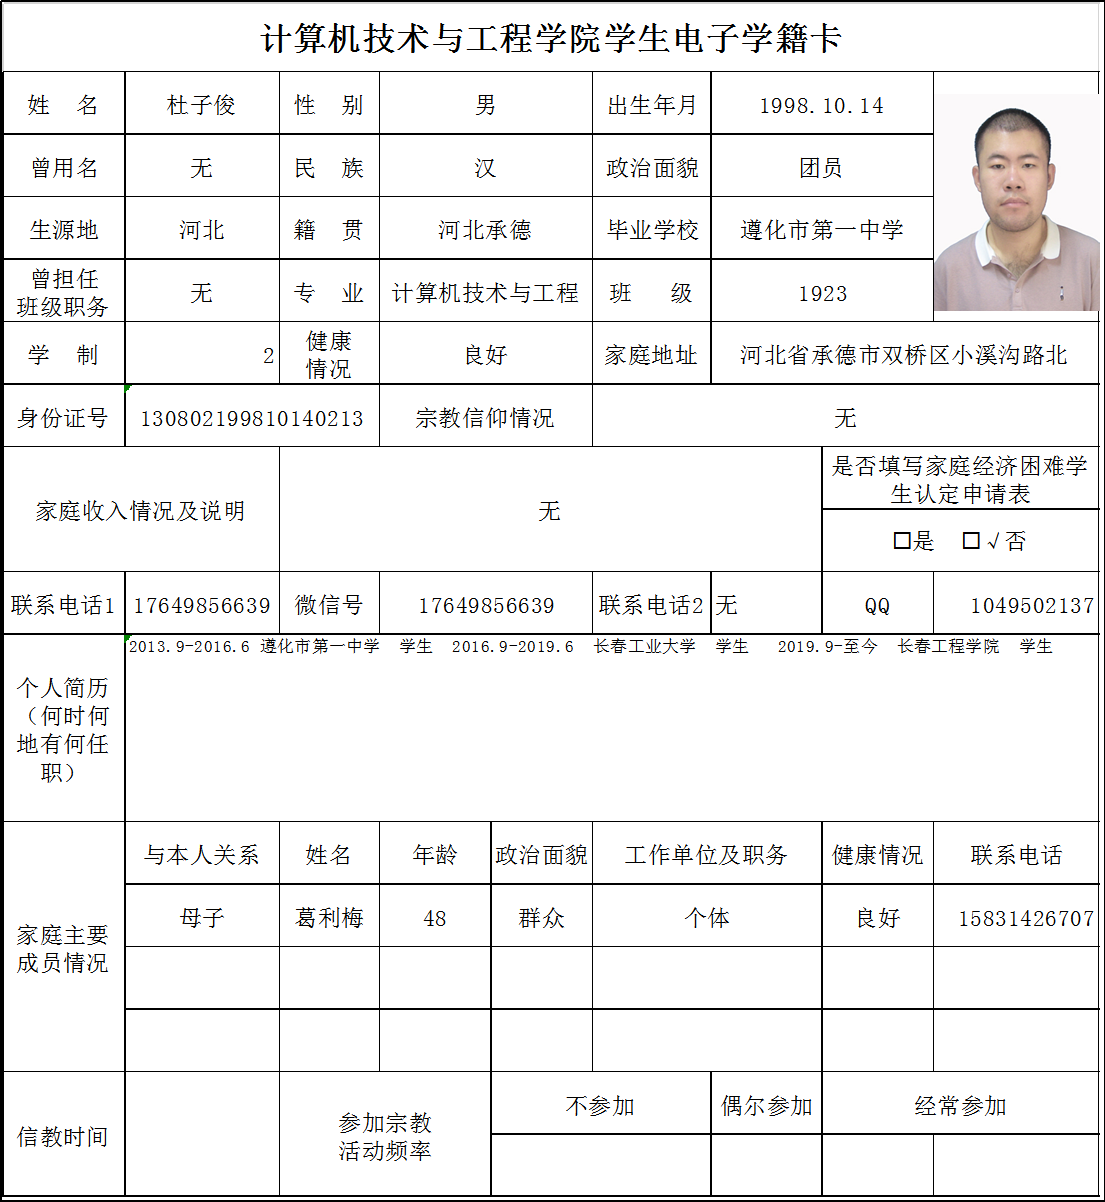 计算机技术与工程学院学生电子学籍卡
姓 名 杜子俊 性 别 男 出生年月 1998.10.14
曾用名 无 民 族 汉 政治面貌 团员
生源地 河北 籍 贯 河北承德 毕业学校 遵化市第一中学
曾担任
班级职务 无 专 业 计算机技术与工程 班 级 1923
学 制 2 健康
情况 良好 家庭地址 河北省承德市双桥区小溪沟路北
身份证号 130802199810140213 宗教信仰情况 无
家庭收入情况及说明 无 是否填写家庭经济困难学
生认定申请表
□是 □√否
联系电话1 17649856639 微信号 17649856639 联系电话2 无 QQ 1049502137
个人简历
（何时何
地有何任
职）
2013.9-2016.6 遵化市第一中学 学生 2016.9-2019.6 长春工业大学 学生 2019.9-至今 长春工程学院 学生
家庭主要
成员情况
与本人关系 姓名 年龄 政治面貌 工作单位及职务 健康情况 联系电话
母子 葛利梅 48 群众 个体 良好 15831426707
信教时间 参加宗教
活动频率 不参加 偶尔参加 经常参加